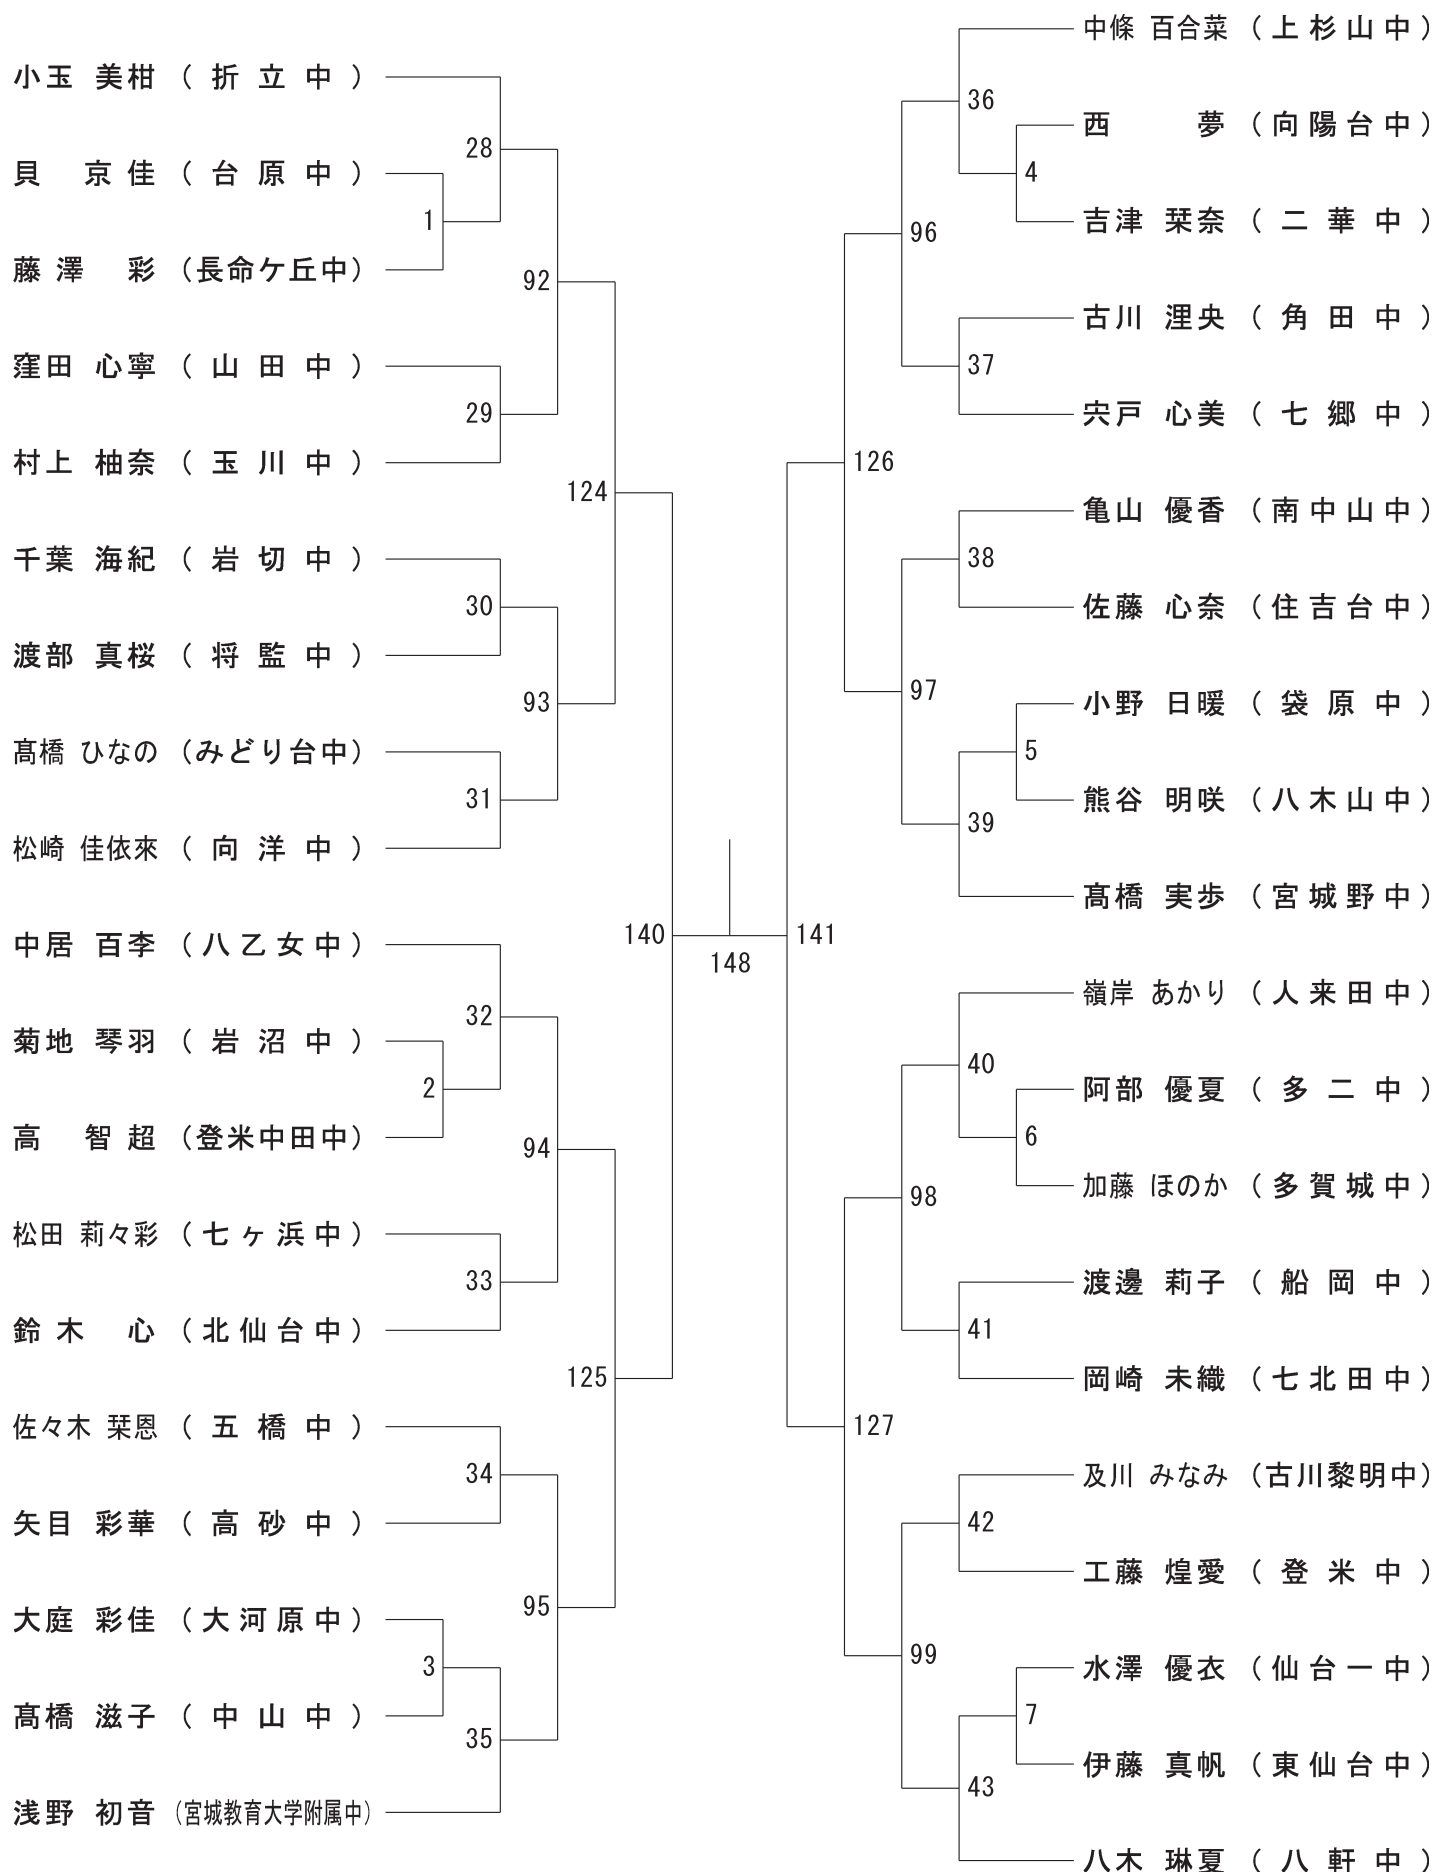 小玉 美柑 ( 折立中 )
28
貝 京佳 ( 台原中 )
1
藤澤 彩 (長命ケ丘中)
92
窪田 心寧 ( 山田中 )
29
村上 柚奈 ( 玉川中 )
124
千葉 海紀 ( 岩切中 )
30
渡部 真桜 ( 将監中 )
93
髙橋 ひなの (みどり台中)
31
松崎 佳依來 ( 向洋中 )
140
中居 百李 (八乙女中)
32
菊地 琴羽 ( 岩沼中 )
2
高 智超 (登米中田中)
94
松田 莉々彩 (七ヶ浜中)
33
鈴木 心 (北仙台中)
125
佐々木 栞恩 ( 五橋中 )
34
矢目 彩華 ( 高砂中 )
95
大庭 彩佳 (大河原中)
3
髙橋 滋子 ( 中山中 )
35
浅野 初音 (宮城教育大学附属中)
148
中條 百合菜 (上杉山中)
36
西 夢 (向陽台中)
4
吉津 栞奈 ( 二華中 )
96
古川 浬央 ( 角田中 )
37
宍戸 心美 ( 七郷中 )
126
亀山 優香 (南中山中)
38
佐藤 心奈 (住吉台中)
97
小野 日暖 ( 袋原中 )
5
熊谷 明咲 (八木山中)
39
髙橋 実歩 (宮城野中)
141
嶺岸 あかり (人来田中)
40
阿部 優夏 ( 多二中 )
6
加藤 ほのか (多賀城中)
98
渡邊 莉子 ( 船岡中 )
41
岡崎 未織 (七北田中)
127
及川 みなみ (古川黎明中)
42
工藤 煌愛 ( 登米中 )
99
水澤 優衣 (仙台一中)
7
伊藤 真帆 (東仙台中)
43
八木 琳夏 ( 八軒中 )